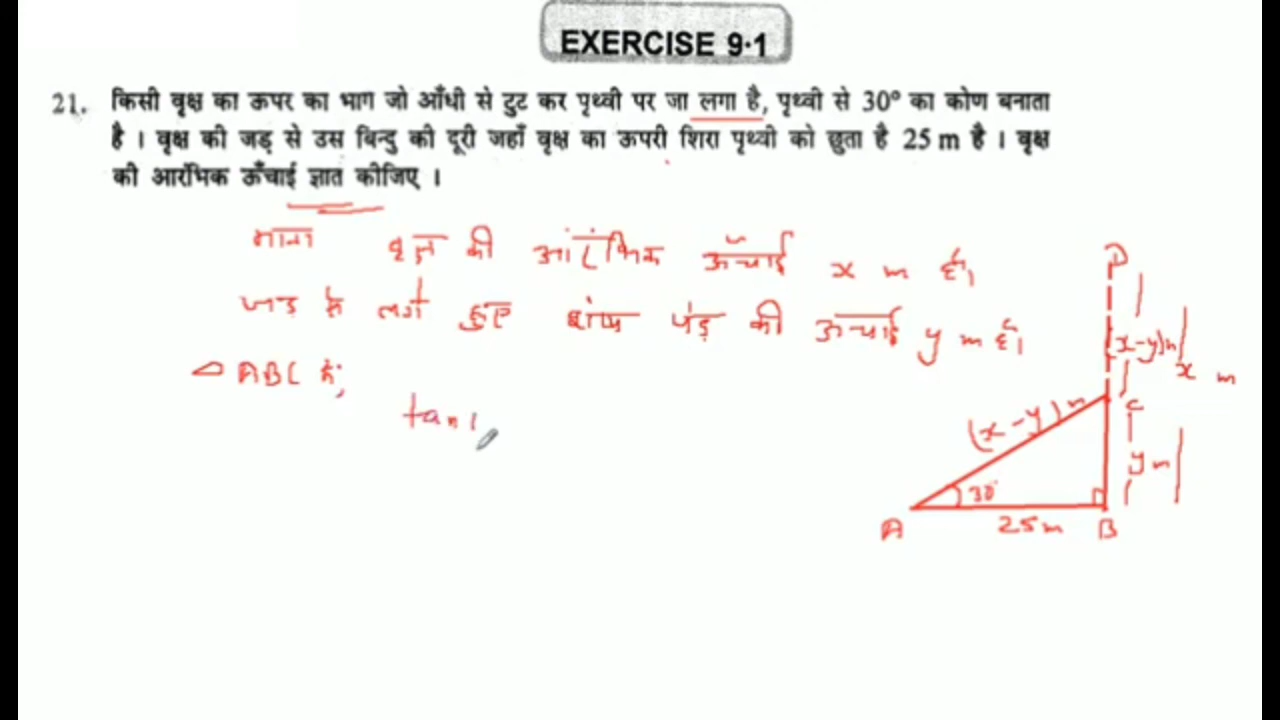 EXERCISE 9·1
21. किसी वृक्ष का ऊपर का भाग जो आँधी से टुट कर पृथ्वी पर जा लगा है, पृथ्वी से 30° का कोण बनाता
है । वृक्ष की जड़ से उस बिन्दु की दूरी जहाँ वृक्ष का ऊपरी शिरा पृथ्वी को छुता है 25 m है । वृक्ष
की आरंभिक ऊँचाई ज्ञात कीजिए ।
माना वृक्ष की आरंभिक ऊँचाई x m है।
जड़ से लगे हुए शेष पेड़ की ऊँचाई y m है।
△ABC में,
tan
P
(x-y)m
x m
(x-y) m
C
y m
30°
A
25m
B